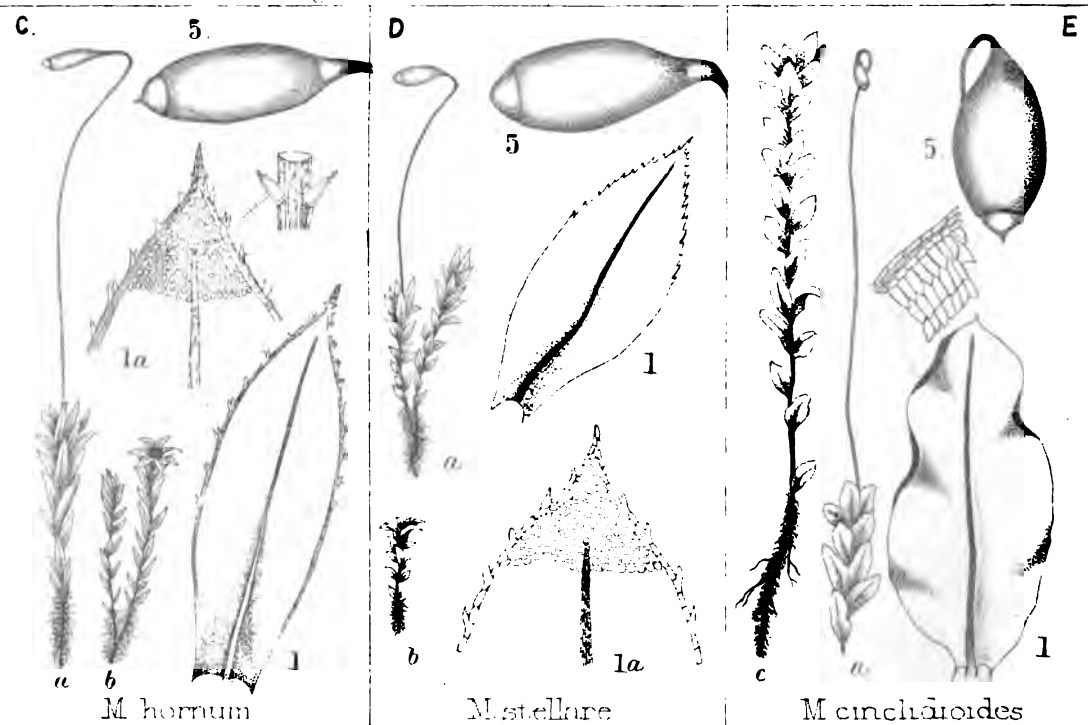 C.
5.
1a
a
b
1
M. hornum
D
5
1
a
b
1a
M. stellare
E
5.
c
a.
1
M. cinclidioides